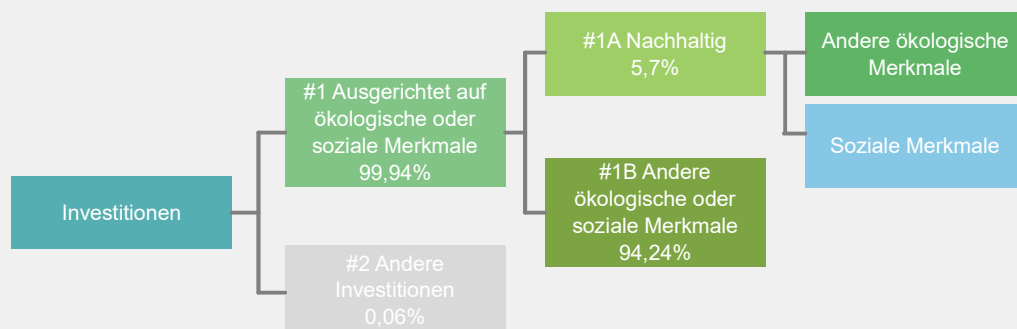 Investitionen
#1 Ausgerichtet auf
ökologische oder
soziale Merkmale
99,94%
#2 Andere
Investitionen
0,06%
#1A Nachhaltig
5,7%
#1B Andere
ökologische oder
soziale Merkmale
94,24%
Andere ökologische
Merkmale
Soziale Merkmale